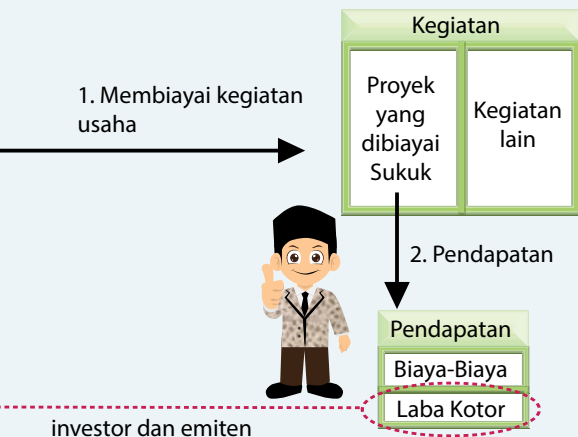 Kegiatan
1. Membiayai kegiatan
usaha
Proyek
yang
dibiayai
Sukuk
Kegiatan
lain
2. Pendapatan
Pendapatan
Biaya-Biaya
Laba Kotor
investor dan emiten